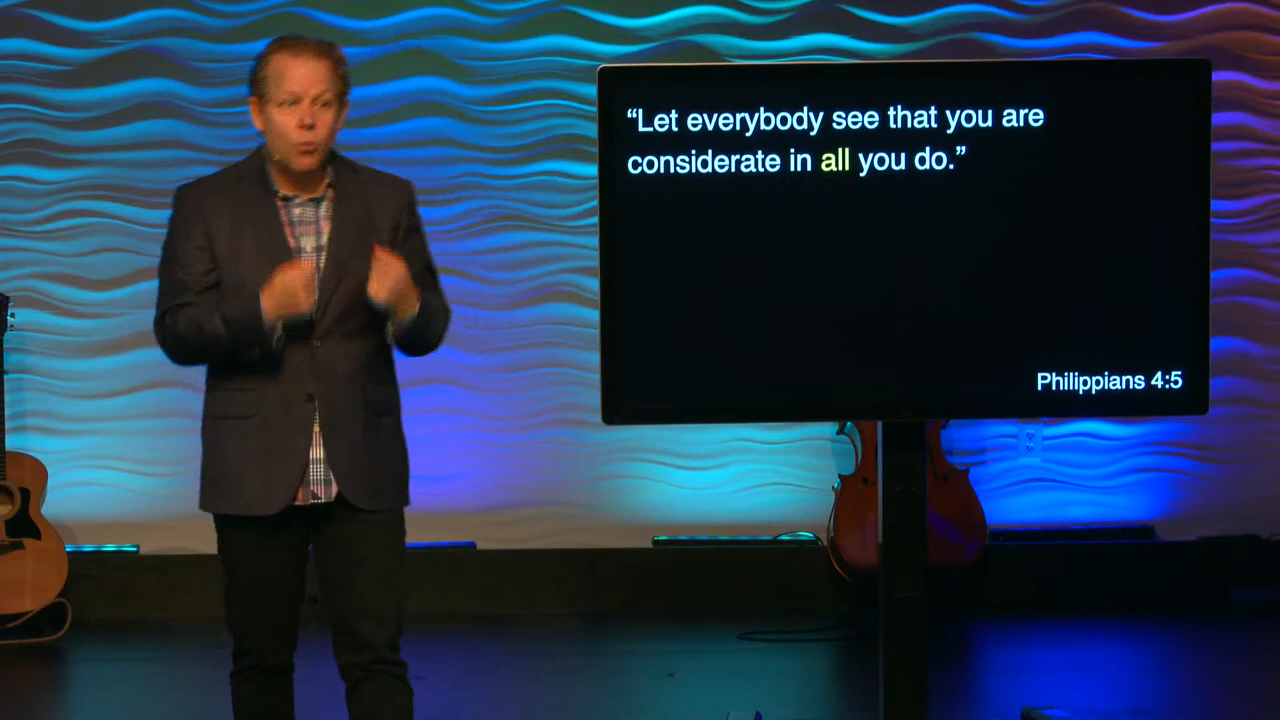 “Let everybody see that you are
considerate in all you do.”
Philippians 4:5